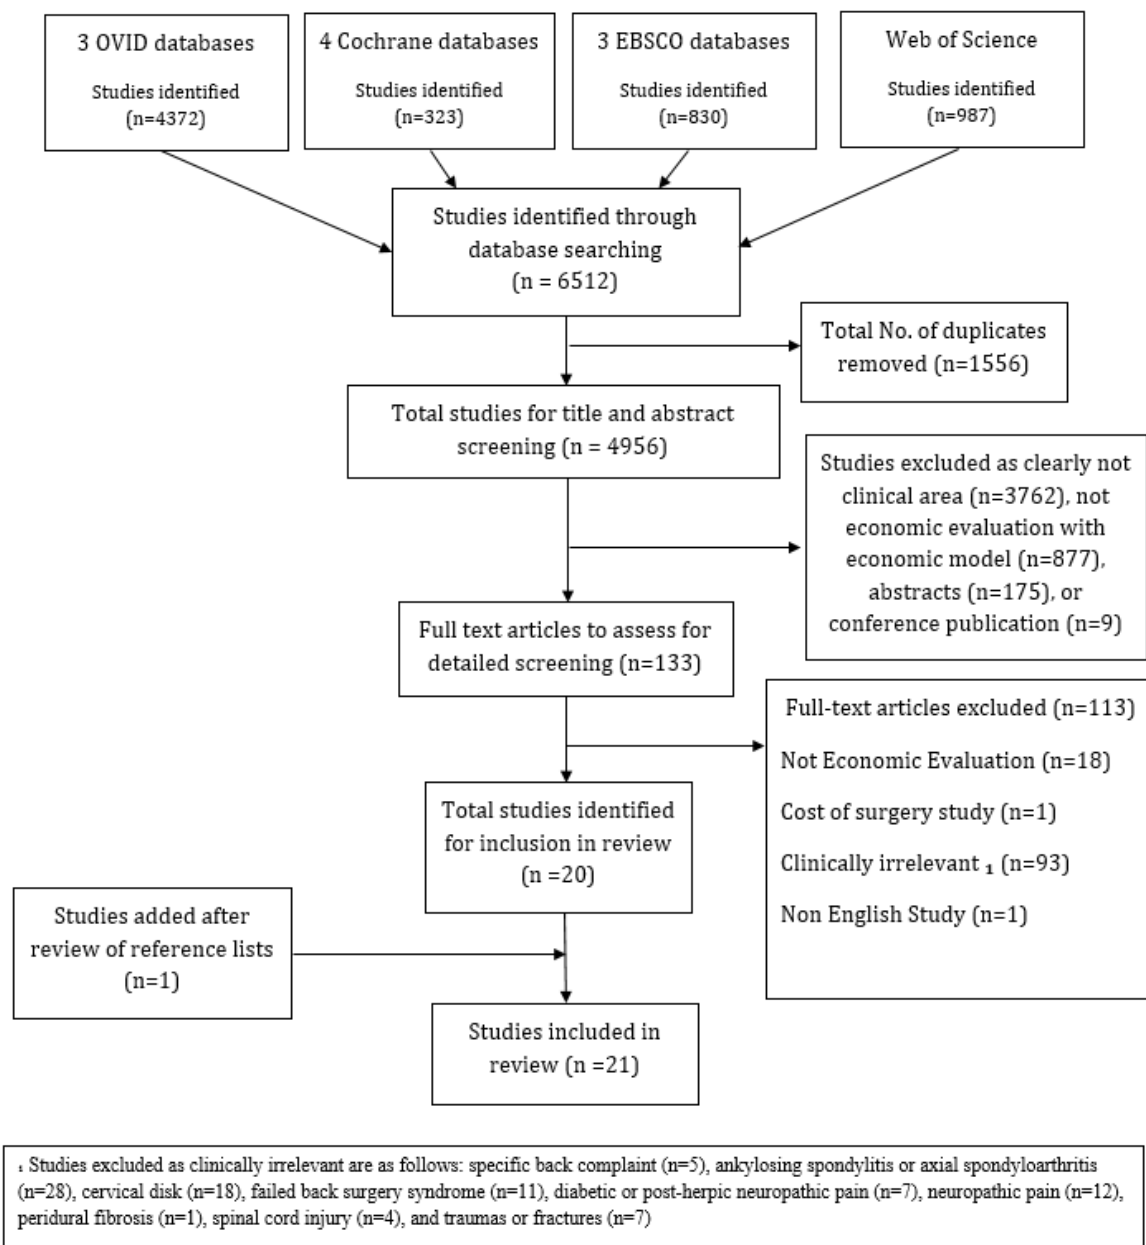 3 OVID databases
Studies identified
(n=4372)
4 Cochrane databases
Studies identified
(n=323)
3 EBSCO databases
Studies identified
(n=830)
Web of Science
Studies identified
(n=987)
Studies identified through
database searching
(n = 6512)
Total No. of duplicates
removed (n=1556)
Total studies for title and abstract
screening (n = 4956)
Studies excluded as clearly not
clinical area (n=3762), not
economic evaluation with
economic model (n=877),
abstracts (n=175), or
conference publication (n=9)
Full text articles to assess for
detailed screening (n=133)
Full-text articles excluded (n=113)
Not Economic Evaluation (n=18)
Cost of surgery study (n=1)
Clinically irrelevant ₁ (n=93)
Non English Study (n=1)
Total studies identified
for inclusion in review
(n =20)
Studies added after
review of reference lists
(n=1)
Studies included in
review (n =21)
₁ Studies excluded as clinically irrelevant are as follows: specific back complaint (n=5), ankylosing spondylitis or axial spondyloarthritis
(n=28), cervical disk (n=18), failed back surgery syndrome (n=11), diabetic or post-herpic neuropathic pain (n=7), neuropathic pain (n=12),
peridural fibrosis (n=1), spinal cord injury (n=4), and traumas or fractures (n=7)